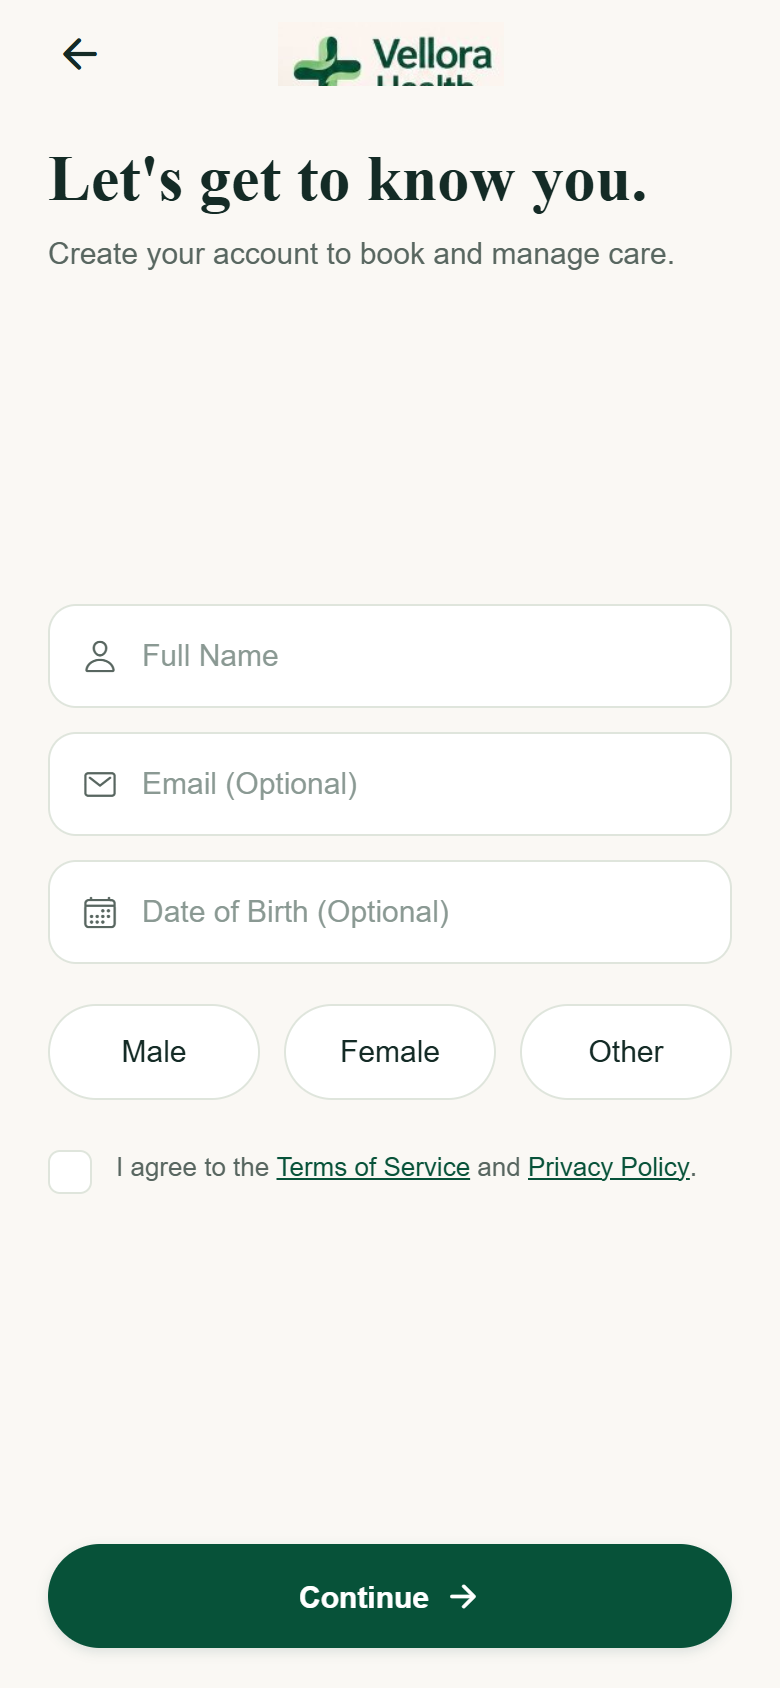 Vellora
Health
Let's get to know you.
Create your account to book and manage care.
Full Name
Email (Optional)
Date of Birth (Optional)
Male
Female
Other
I agree to the Terms of Service and Privacy Policy.
Continue